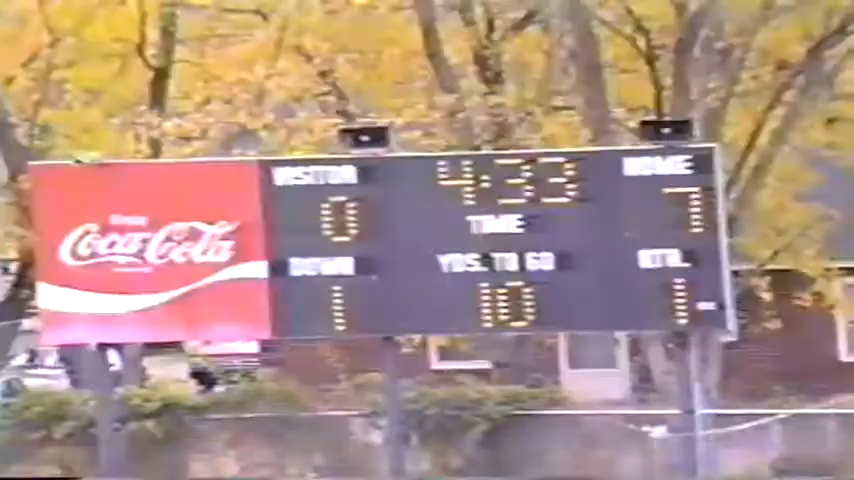 Enjoy
Coca-Cola
VISITOR 4:33 HOME
0 TIME 7
DOWN YDS. TO GO QTR.
1 10 1